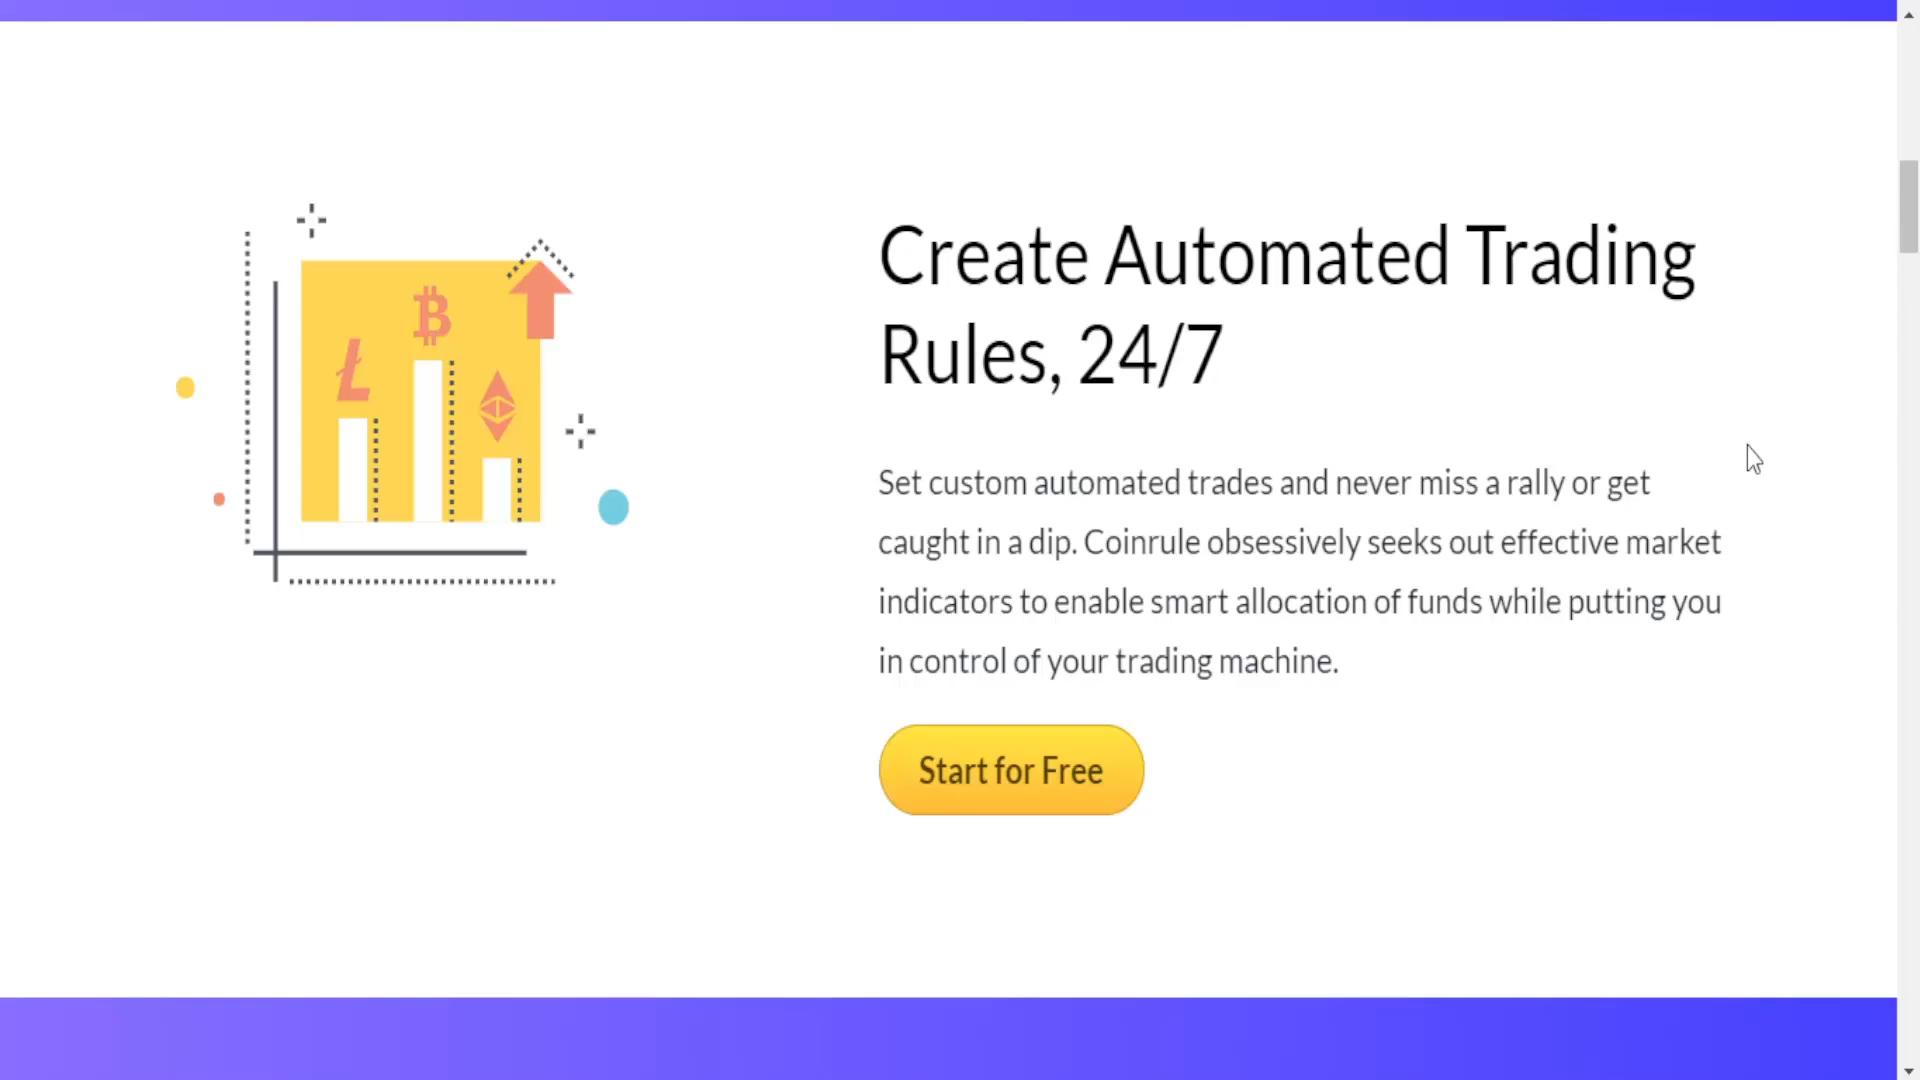 Create Automated Trading
Rules, 24/7
Set custom automated trades and never miss a rally or get
caught in a dip. Coinrule obsessively seeks out effective market
indicators to enable smart allocation of funds while putting you
in control of your trading machine.
Start for Free